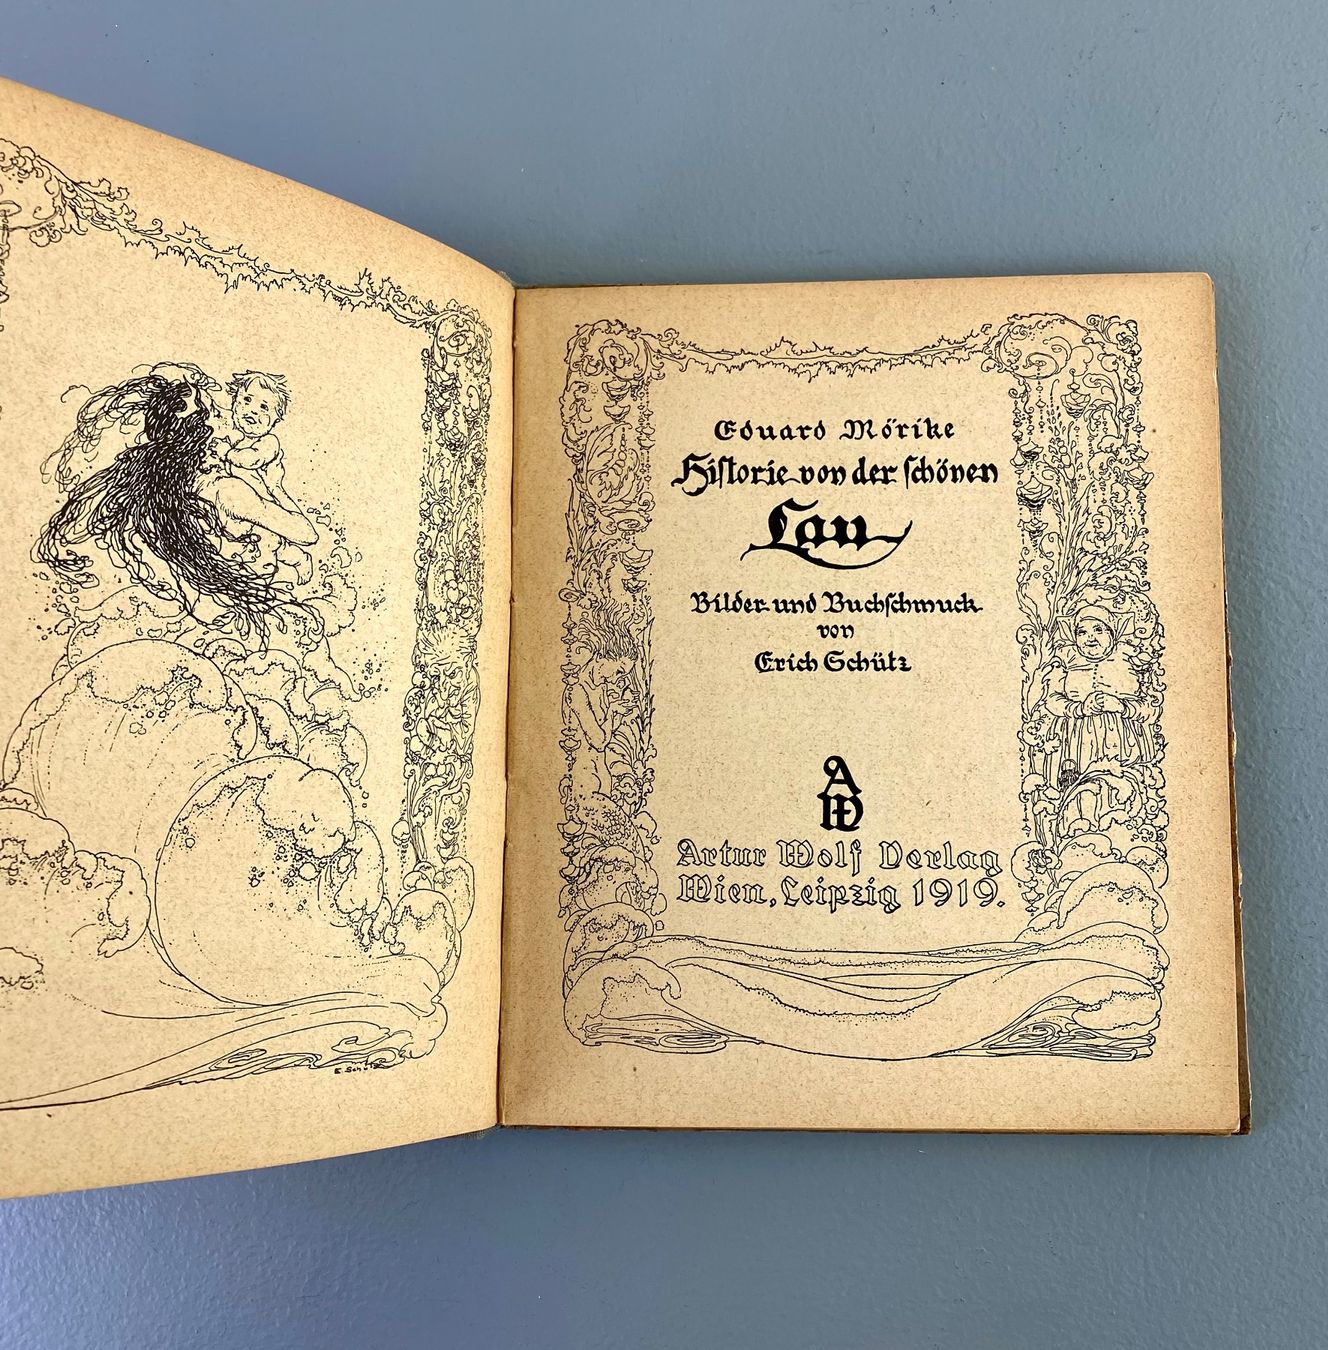 E. Schütz
Eduard Mörike
Historie von der schönen
Lau
Bilder und Buchschmuck
von
Erich Schütz
A
W
Artur Wolf Verlag
Wien, Leipzig 1919.